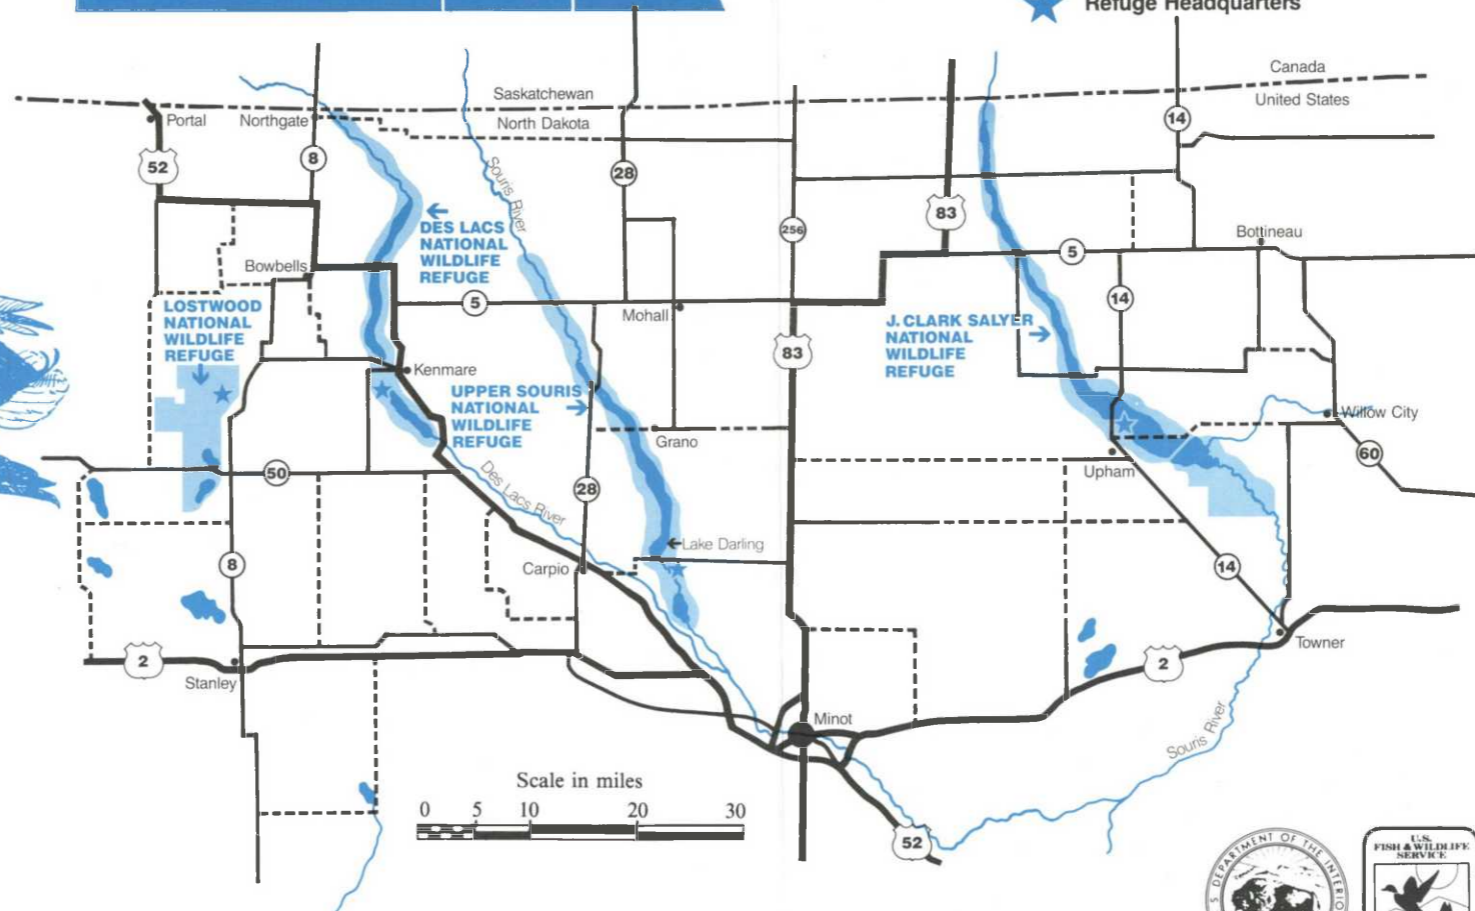 Refuge Headquarters
Canada
United States
Saskatchewan
North Dakota
Portal
Northgate
52
8
28
14
83
256
Souris River
DES LACS
NATIONAL
WILDLIFE
REFUGE
Bottineau
5
Bowbells
LOSTWOOD
NATIONAL
WILDLIFE
REFUGE
5
14
Mohall
J. CLARK SALYER
NATIONAL
WILDLIFE
REFUGE
83
Kenmare
UPPER SOURIS
NATIONAL
WILDLIFE
REFUGE
Willow City
Grano
60
50
Upham
28
Des Lacs River
Lake Darling
Carpio
8
14
Towner
2
2
Stanley
Minot
Souris River
Scale in miles
0 5 10 20 30
52
DEPARTMENT OF THE INTERIOR
U.S.
FISH & WILDLIFE
SERVICE